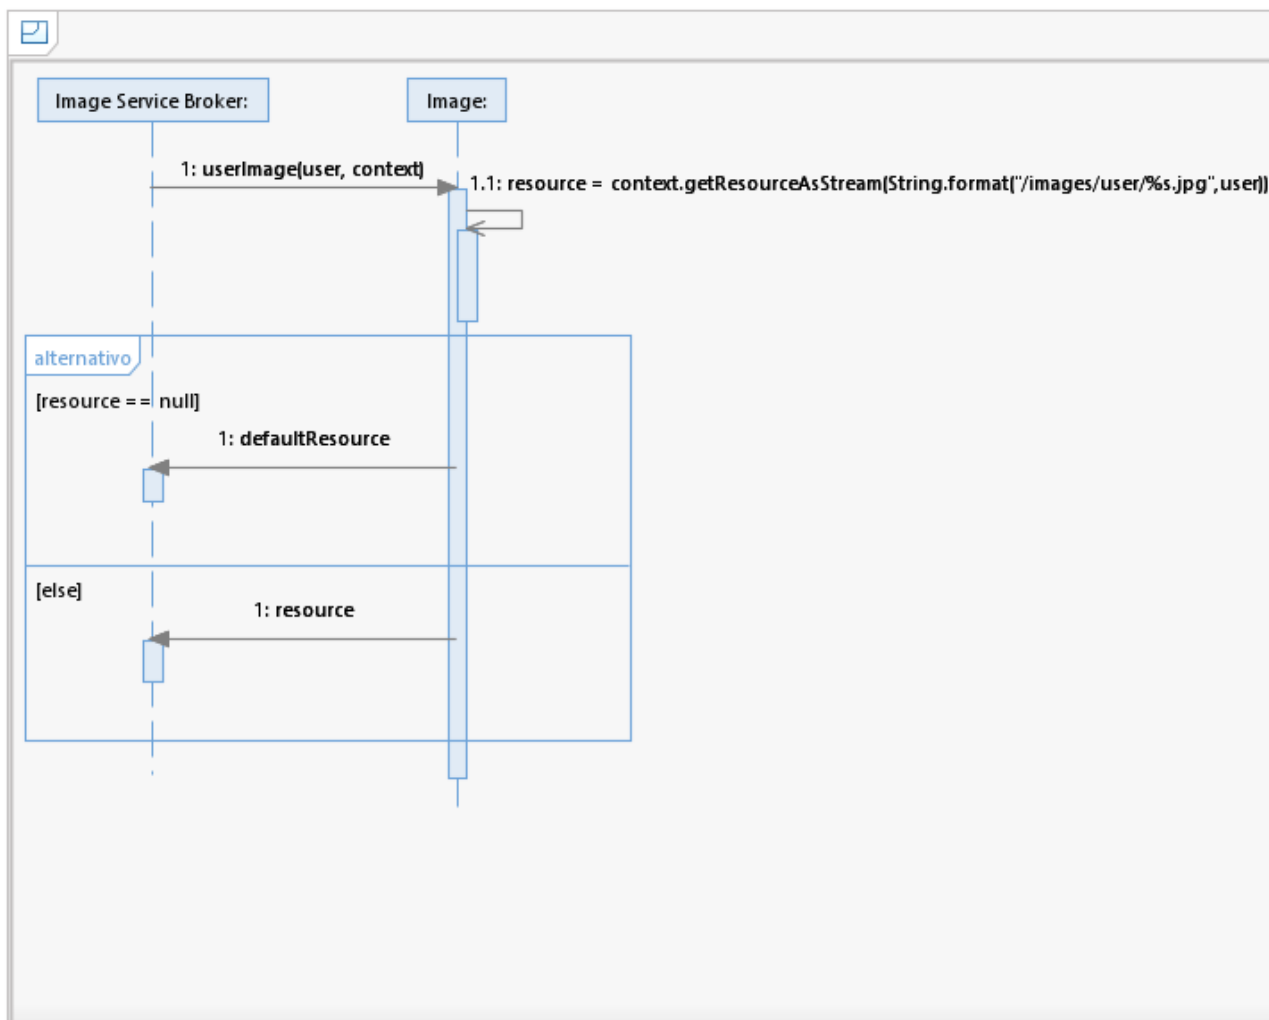 Image Service Broker:
Image:
1: userImage(user, context)
1.1: resource = context.getResourceAsStream(String.format("/images/user/%s.jpg",user))
alternativo
[resource == null]
1: defaultResource
[else]
1: resource